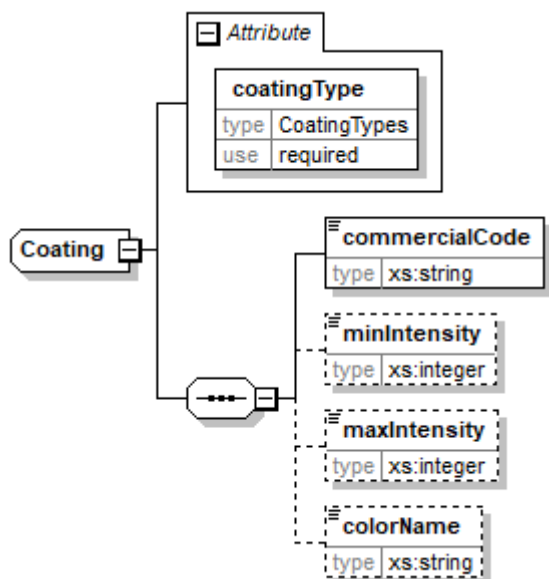 Attribute
coatingType
type CoatingTypes
use required
Coating
commercialCode
type xs:string
minIntensity
type xs:integer
maxIntensity
type xs:integer
colorName
type xs:string